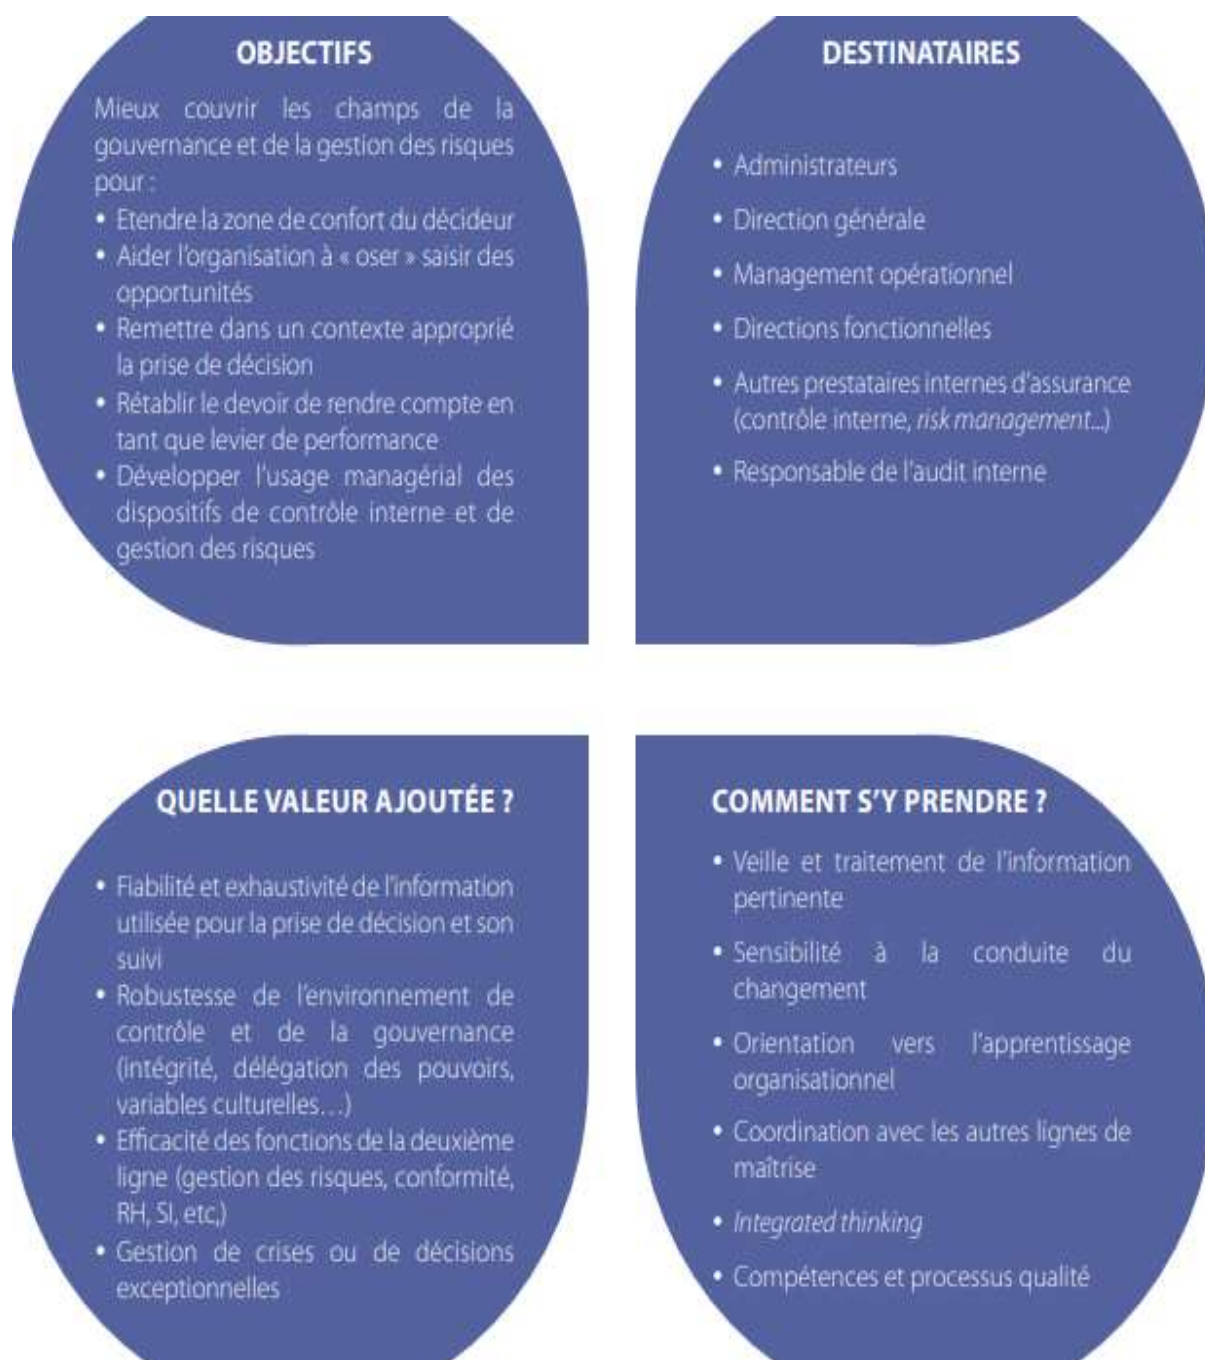 OBJECTIFS
Mieux couvrir les champs de la
gouvernance et de la gestion des risques
pour :
• Etendre la zone de confort du décideur
• Aider l'organisation à « oser » saisir des
opportunités
• Remettre dans un contexte approprié
la prise de décision
• Rétablir le devoir de rendre compte en
tant que levier de performance
• Développer l'usage managérial des
dispositifs de contrôle interne et de
gestion des risques
DESTINATAIRES
• Administrateurs
• Direction générale
• Management opérationnel
• Directions fonctionnelles
• Autres prestataires internes d'assurance
(contrôle interne, risk management...)
• Responsable de l'audit interne
QUELLE VALEUR AJOUTÉE ?
• Fiabilité et exhaustivité de l'information
utilisée pour la prise de décision et son
suivi
• Robustesse de l'environnement de
contrôle et de la gouvernance
(intégrité, délégation des pouvoirs,
variables culturelles…)
• Efficacité des fonctions de la deuxième
ligne (gestion des risques, conformité,
RH, SI, etc,)
• Gestion de crises ou de décisions
exceptionnelles
COMMENT S'Y PRENDRE ?
• Veille et traitement de l'information
pertinente
• Sensibilité à la conduite du
changement
• Orientation vers l'apprentissage
organisationnel
• Coordination avec les autres lignes de
maîtrise
• Integrated thinking
• Compétences et processus qualité